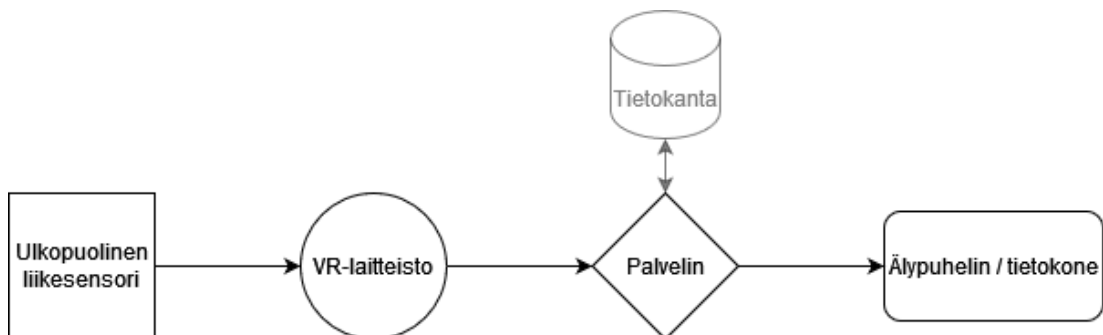 Tietokanta
Ulkopuolinen
liikesensori
VR-laitteisto
Palvelin
Älypuhelin / tietokone